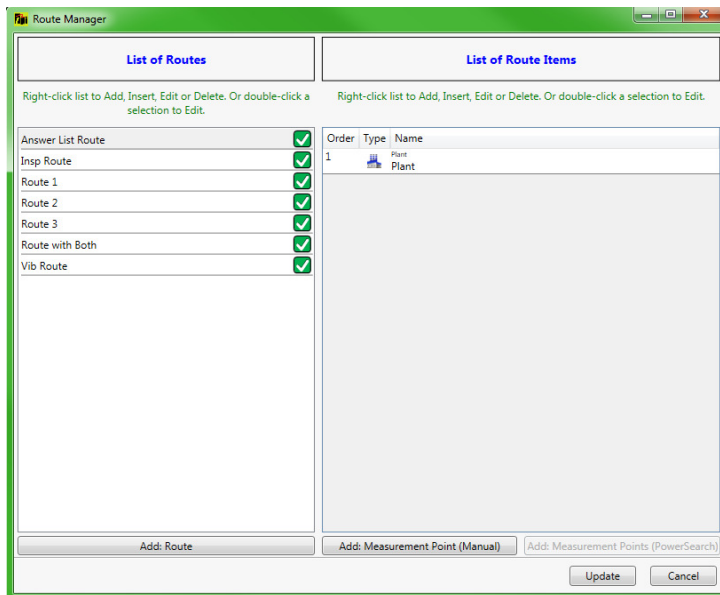 Route Manager
List of Routes
Right-click list to Add, Insert, Edit or Delete. Or double-click a
selection to Edit.
Answer List Route
Insp Route
Route 1
Route 2
Route 3
Route with Both
Vib Route
Add: Route
List of Route Items
Right-click list to Add, Insert, Edit or Delete. Or double-click a selection to Edit.
Order Type Name
1 Plant
Plant
Add: Measurement Point (Manual)
Add: Measurement Points (PowerSearch)
Update Cancel